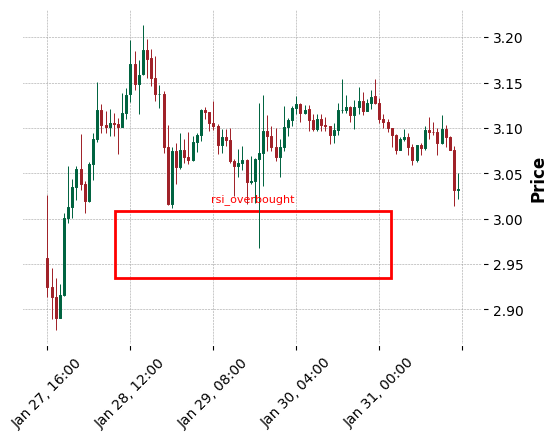 3.20
3.15
3.10
3.05
3.00
2.95
2.90
Price
rsi_overbought
Jan 27, 16:00
Jan 28, 12:00
Jan 29, 08:00
Jan 30, 04:00
Jan 31, 00:00